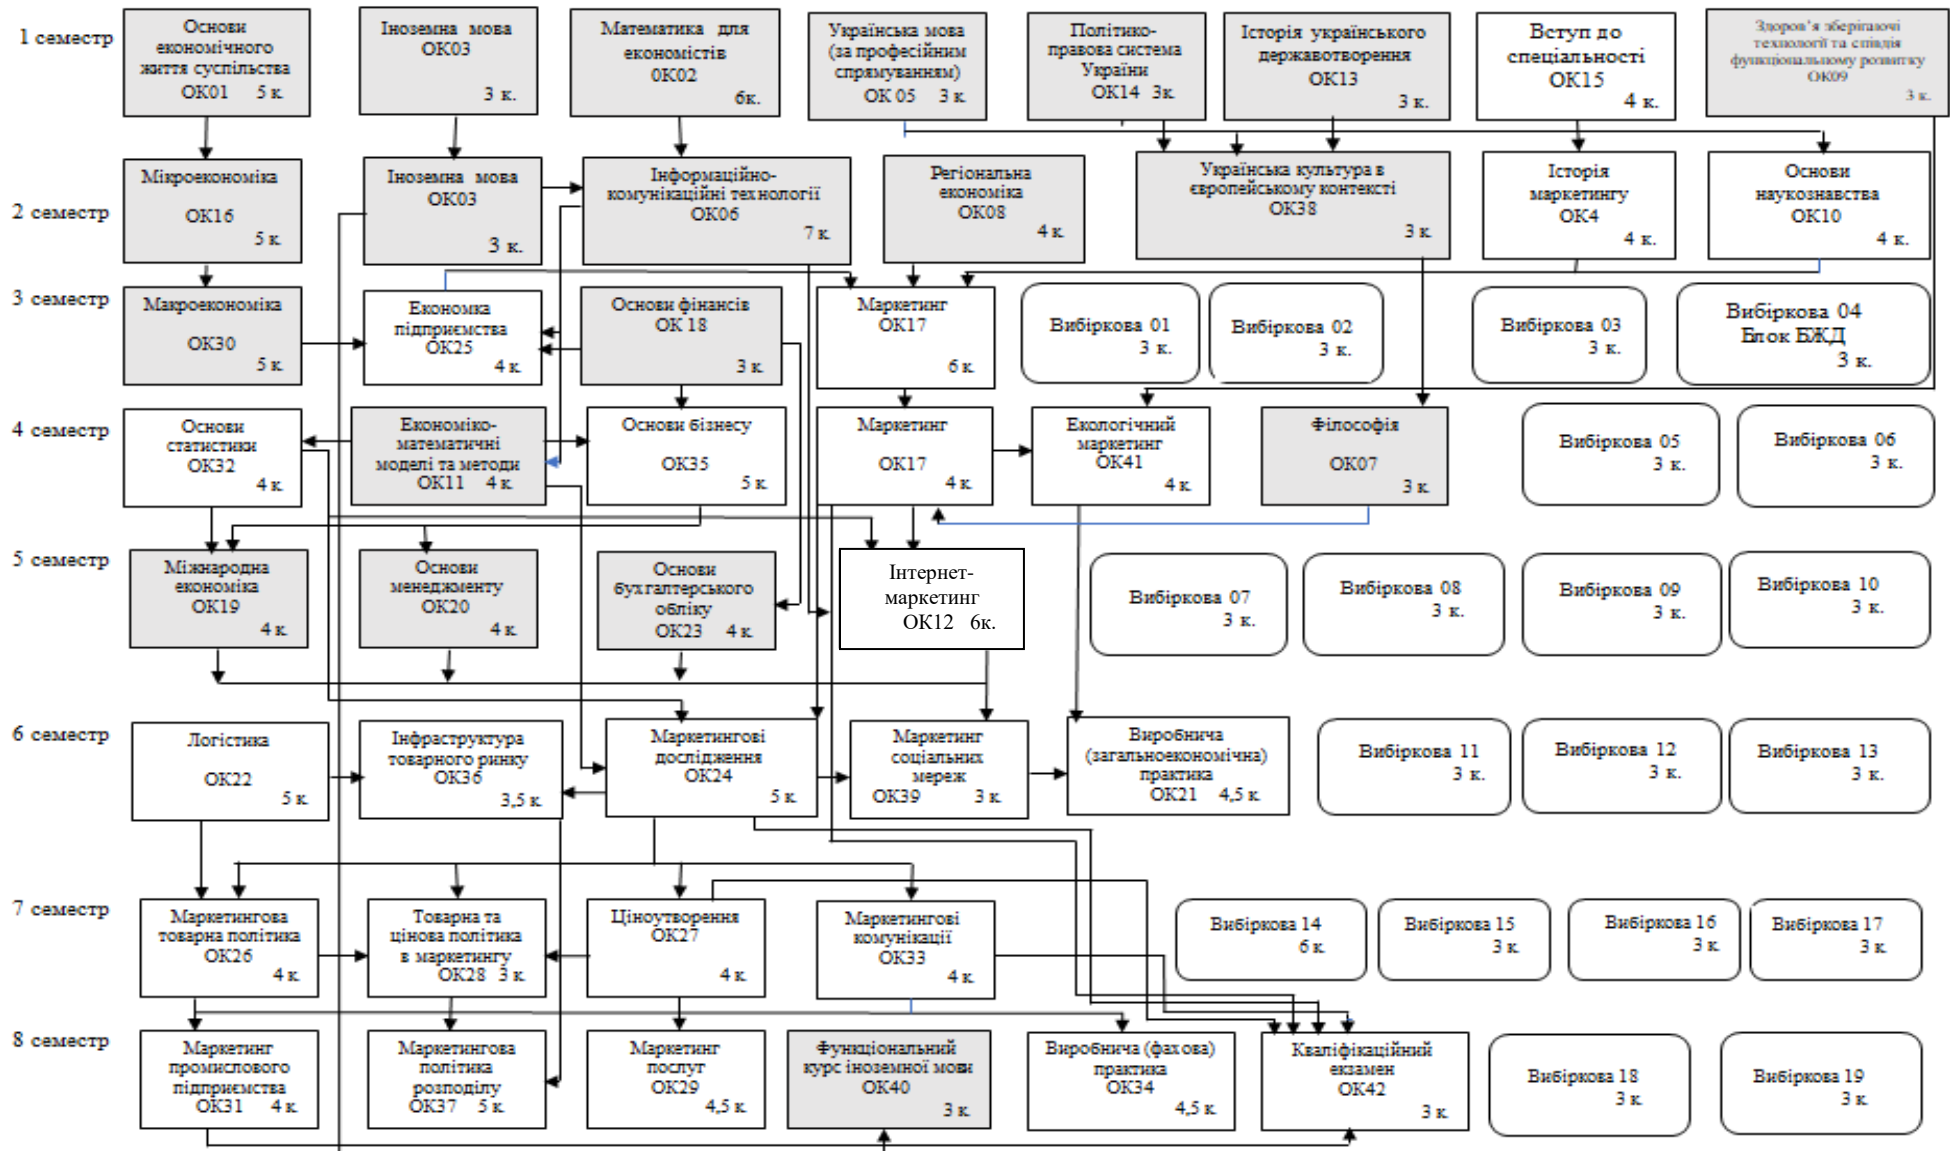 1 семестр
Основи
економічного
життя суспільства
ОК01 5 к.
Іноземна мова
ОК03
3 к.
Математика для
економістів
0К02
6к.
Українська мова
(за професійним
спрямуванням)
ОК 05 3 к.
Політико-
правова система
України
ОК14 3к.
Історія українського
державотворення
ОК13
3 к.
Вступ до
спеціальності
ОК15
4 к.
Здоров’я зберігаючі
технології та співдія
функціональному розвитку
ОК09
3 к.
2 семестр
Мікроекономіка
ОК16
5 к.
Іноземна мова
ОК03
3 к.
Інформаційно-
комунікаційні технології
ОК06
7 к.
Регіональна
економіка
ОК08
4 к.
Українська культура в
європейському контексті
ОК38
3 к.
Історія
маркетингу
ОК4
4 к.
Основи
наукознавства
ОК10
4 к.
3 семестр
Макроекономіка
ОК30
5 к.
Економка
підприємства
ОК25
4 к.
Основи фінансів
ОК 18
3 к.
Маркетинг
ОК17
6 к.
Вибіркова 01
3 к.
Вибіркова 02
3 к.
Вибіркова 03
3 к.
Вибіркова 04
Блок БЖД
3 к.
4 семестр
Основи
статистики
ОК32
4 к.
Економіко-
математичні
моделі та методи
ОК11 4 к.
Основи бізнесу
ОК35
5 к.
Маркетинг
ОК17
4 к.
Екологічний
маркетинг
ОК41
4 к.
Філософія
ОК07
3 к.
Вибіркова 05
3 к.
Вибіркова 06
3 к.
5 семестр
Міжнародна
економіка
ОК19
4 к.
Основи
менеджменту
ОК20
4 к.
Основи
бухгалтерського
обліку
ОК23 4 к.
Інтернет-
маркетинг
ОК12 6к.
Вибіркова 07
3 к.
Вибіркова 08
3 к.
Вибіркова 09
3 к.
Вибіркова 10
3 к.
6 семестр
Логістика
ОК22
5 к.
Інфраструктура
товарного ринку
ОК36
3,5 к.
Маркетингові
дослідження
ОК24
5 к.
Маркетинг
соціальних
мереж
ОК39 3 к.
Виробнича
(загальноекономічна)
практика
ОК21 4,5 к.
Вибіркова 11
3 к.
Вибіркова 12
3 к.
Вибіркова 13
3 к.
7 семестр
Маркетингова
товарна політика
ОК26
4 к.
Товарна та
цінова політика
в маркетингу
ОК28 3 к.
Ціноутворення
ОК27
4 к.
Маркетингові
комунікації
ОК33
4 к.
Вибіркова 14
6 к.
Вибіркова 15
3 к.
Вибіркова 16
3 к.
Вибіркова 17
3 к.
8 семестр
Маркетинг
промислового
підприємства
ОК31 4 к.
Маркетингова
політика
розподілу
ОК37 5 к.
Маркетинг
послуг
ОК29
4,5 к.
Функціональний
курс іноземної мови
ОК40
3 к.
Виробнича (фахова)
практика
ОК34
4,5 к.
Кваліфікаційний
екзамен
ОК42
3 к.
Вибіркова 18
3 к.
Вибіркова 19
3 к.